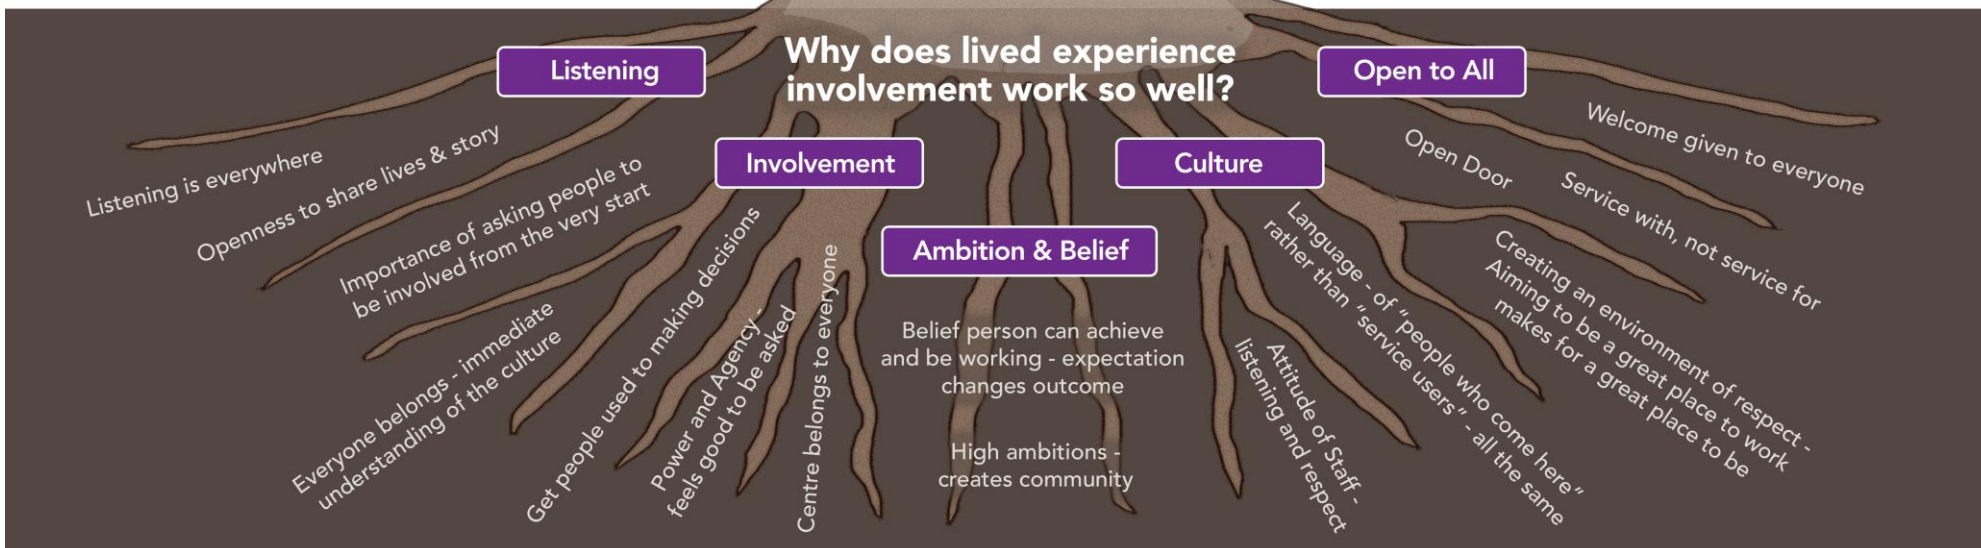 Why does lived experience
involvement work so well?
Listening
Listening is everywhere
Openness to share lives & story
Involvement
Importance of asking people to
be involved from the very start
Everyone belongs - immediate
understanding of the culture
Get people used to making decisions
Power and Agency -
feels good to be asked
Centre belongs to everyone
Ambition & Belief
Belief person can achieve
and be working - expectation
changes outcome
High ambitions -
creates community
Culture
Attitude of Staff -
listening and respect
Language - of "people who come here"
rather than "service users" - all the same
Creating an environment of respect -
Aiming to be a great place to work
makes for a great place to be
Open to All
Open Door
Service with, not service for
Welcome given to everyone